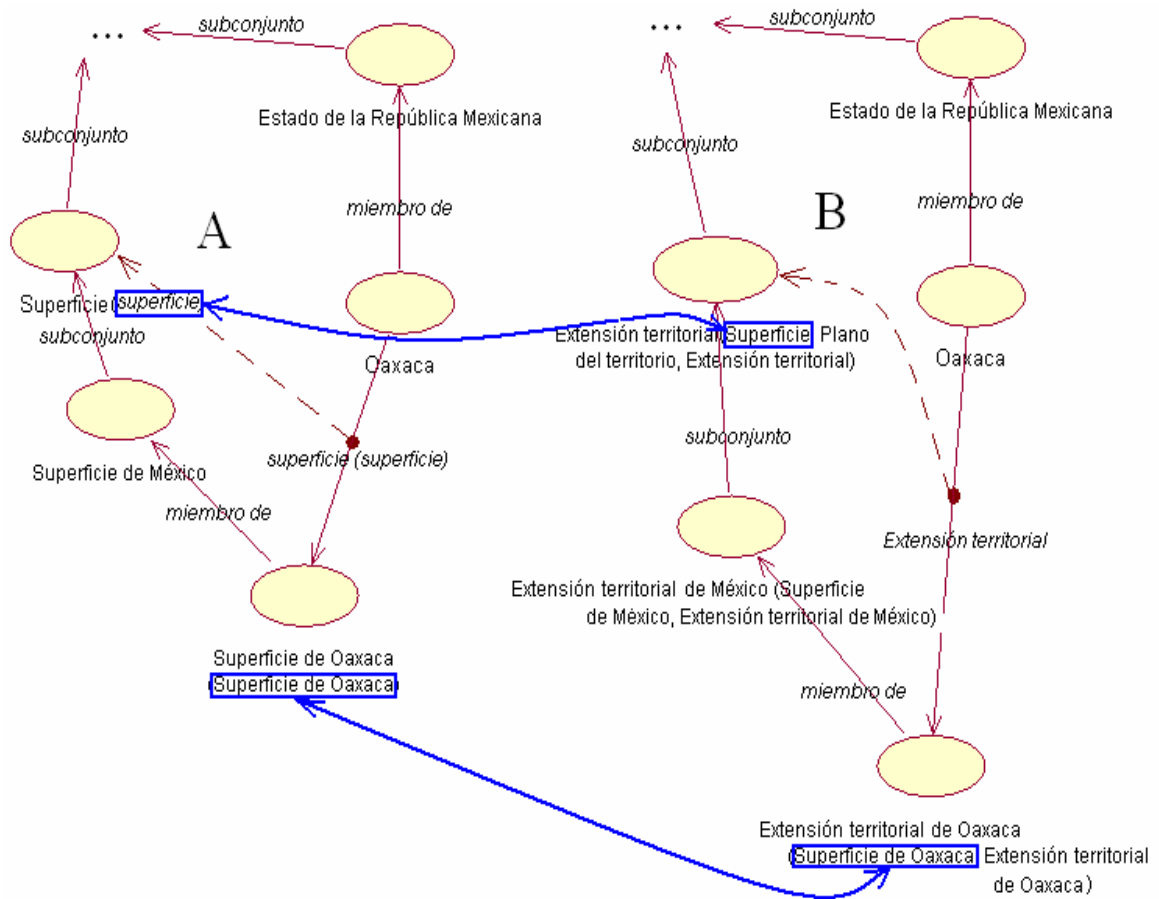 ...
subconjunto
Estado de la República Mexicana
subconjunto
miembro de
A
Superficie (superficie)
subconjunto
Oaxaca
superficie (superficie)
Superficie de México
miembro de
Superficie de Oaxaca
(Superficie de Oaxaca)
...
subconjunto
Estado de la República Mexicana
subconjunto
miembro de
B
Extensión territorial (Superficie, Plano
del territorio, Extensión territorial)
Oaxaca
subconjunto
Extensión territorial
Extensión territorial de México (Superficie
de México, Extensión territorial de México)
miembro de
Extensión territorial de Oaxaca
(Superficie de Oaxaca, Extensión territorial
de Oaxaca)